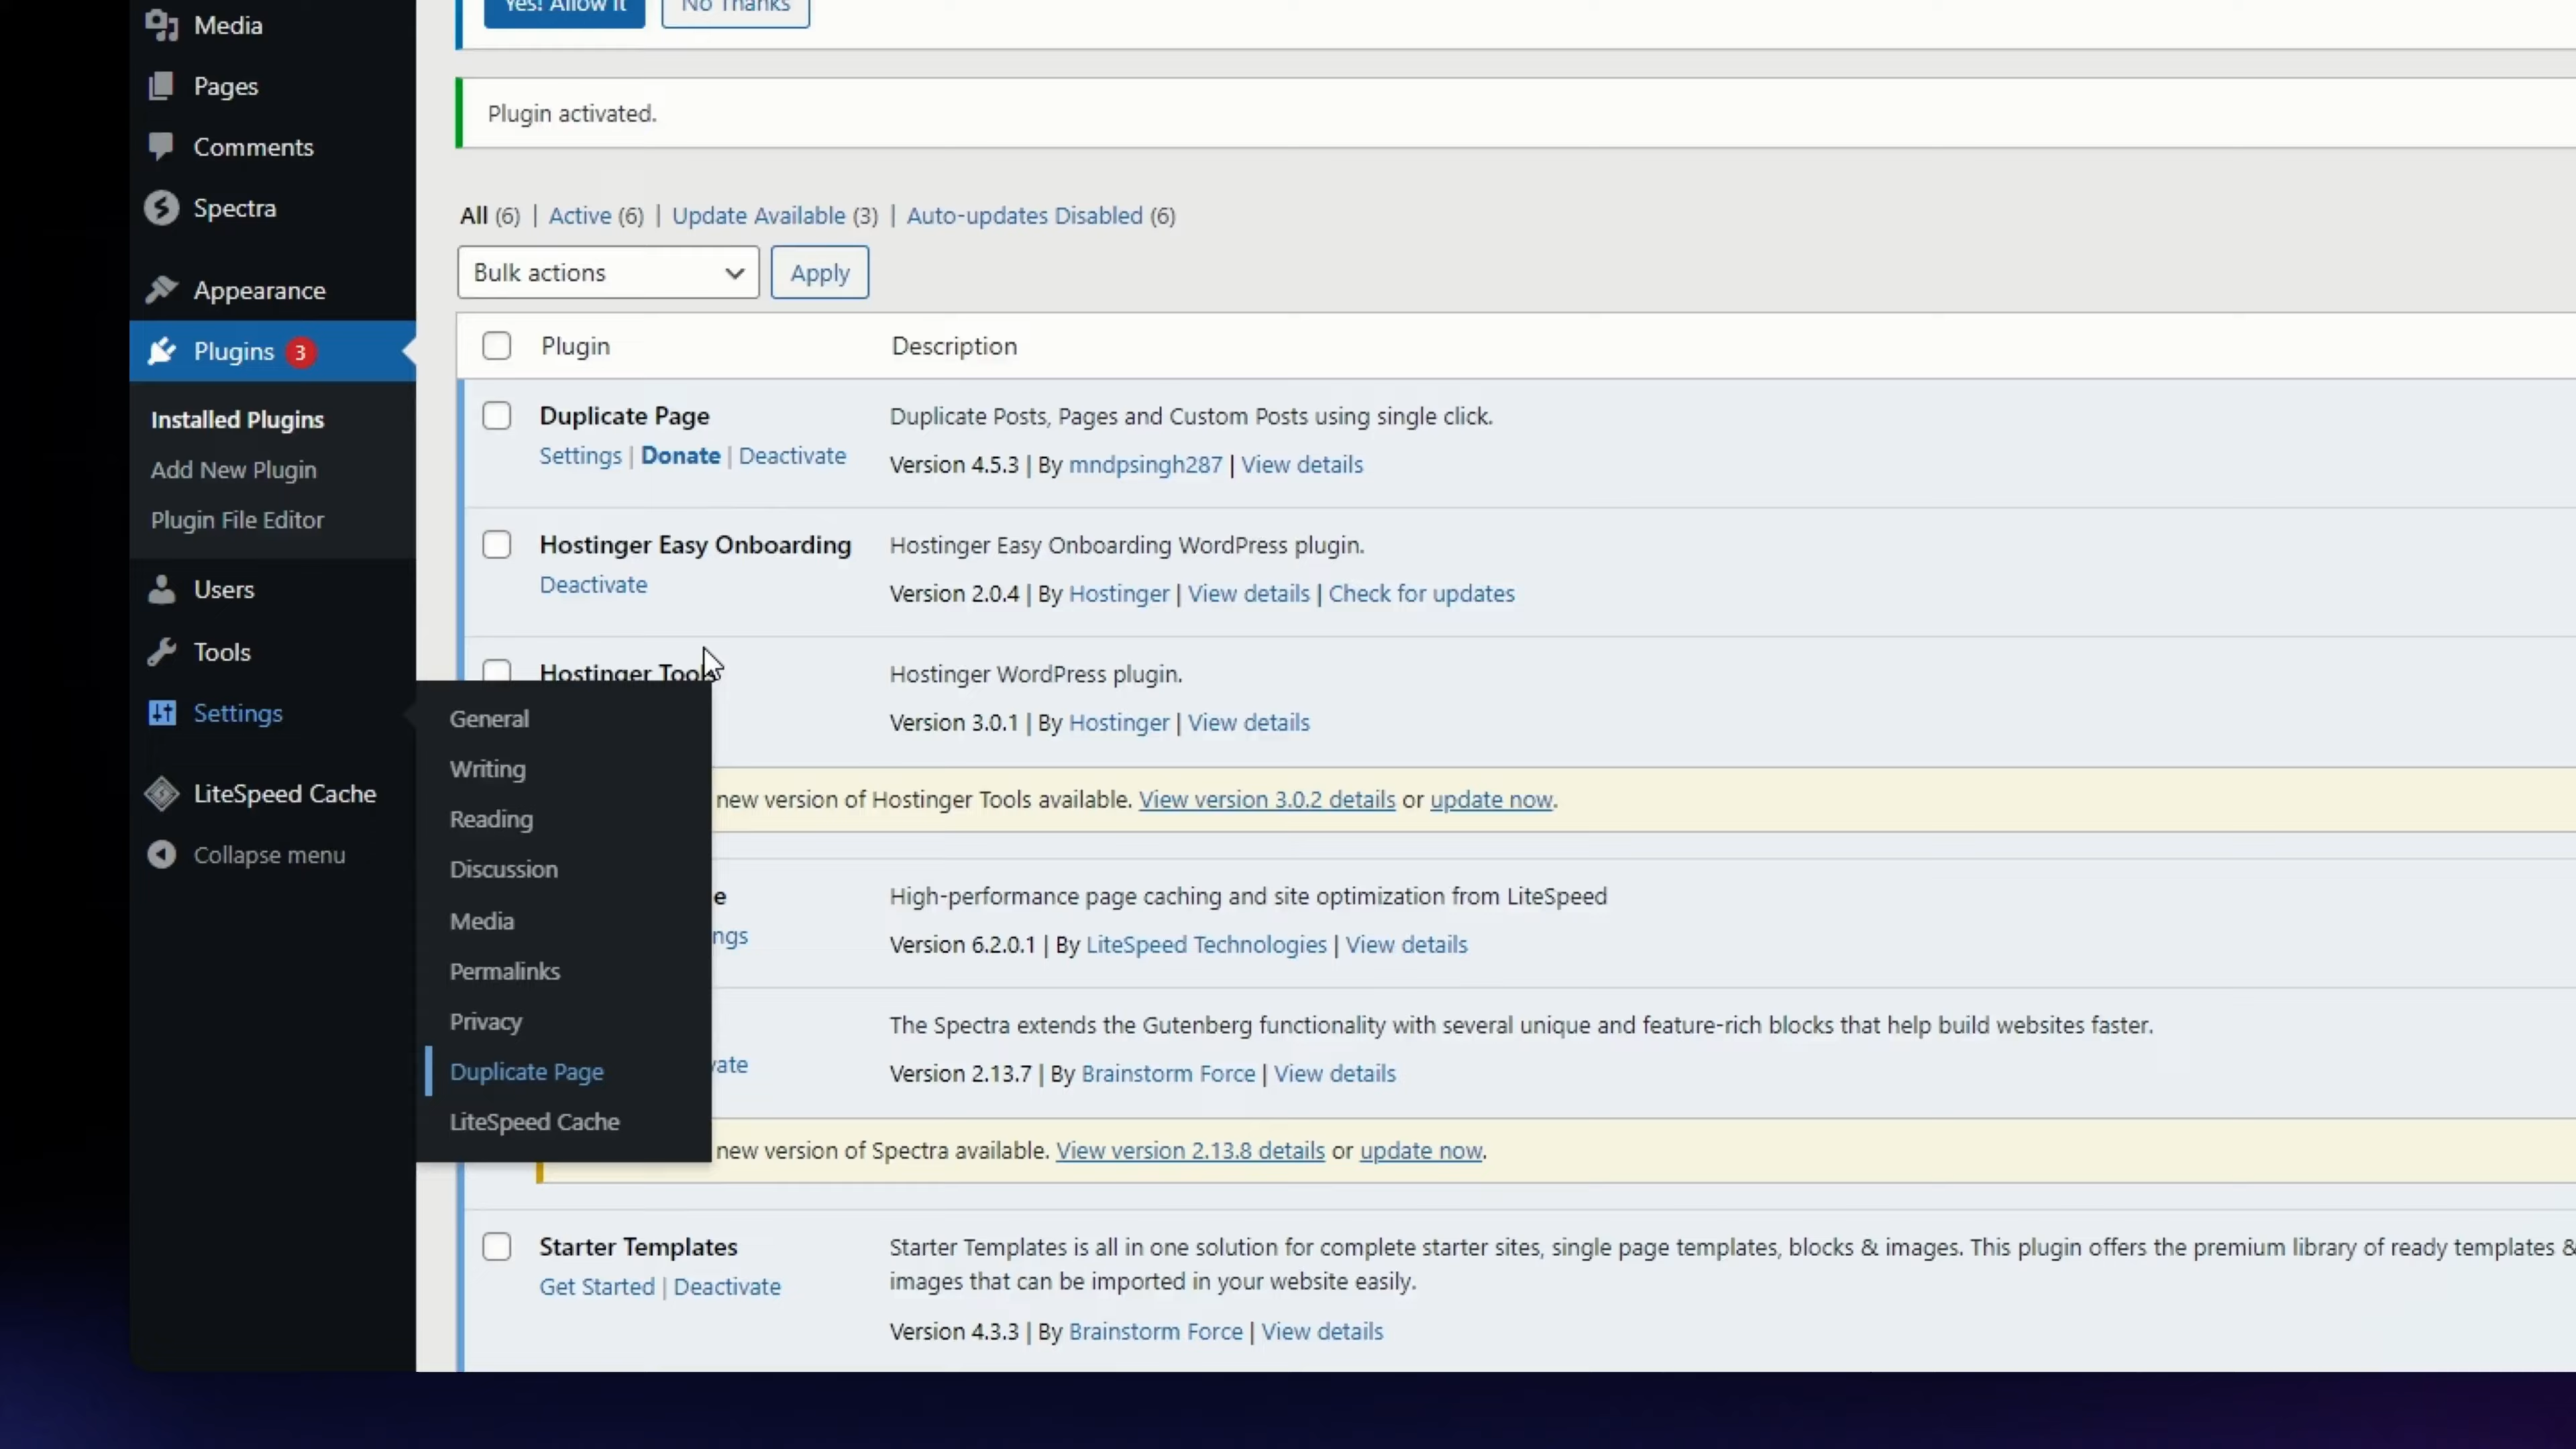 Yes! Allow it
No Thanks
Media
Pages
Comments
Spectra
Appearance
Plugins 3
Installed Plugins
Add New Plugin
Plugin File Editor
Users
Tools
Settings
LiteSpeed Cache
Collapse menu
General
Writing
Reading
Discussion
Media
Permalinks
Privacy
Duplicate Page
LiteSpeed Cache
Plugin activated.
All (6) | Active (6) | Update Available (3) | Auto-updates Disabled (6)
Bulk actions
Apply
Plugin
Description
Duplicate Page
Settings | Donate | Deactivate
Duplicate Posts, Pages and Custom Posts using single click.
Version 4.5.3 | By mndpsingh287 | View details
Hostinger Easy Onboarding
Deactivate
Hostinger Easy Onboarding WordPress plugin.
Version 2.0.4 | By Hostinger | View details | Check for updates
Hostinger Tools
Hostinger WordPress plugin.
Version 3.0.1 | By Hostinger | View details
new version of Hostinger Tools available. View version 3.0.2 details or update now.
High-performance page caching and site optimization from LiteSpeed
Version 6.2.0.1 | By LiteSpeed Technologies | View details
The Spectra extends the Gutenberg functionality with several unique and feature-rich blocks that help build websites faster.
Version 2.13.7 | By Brainstorm Force | View details
new version of Spectra available. View version 2.13.8 details or update now.
Starter Templates
Get Started | Deactivate
Starter Templates is all in one solution for complete starter sites, single page templates, blocks & images. This plugin offers the premium library of ready templates &
images that can be imported in your website easily.
Version 4.3.3 | By Brainstorm Force | View details